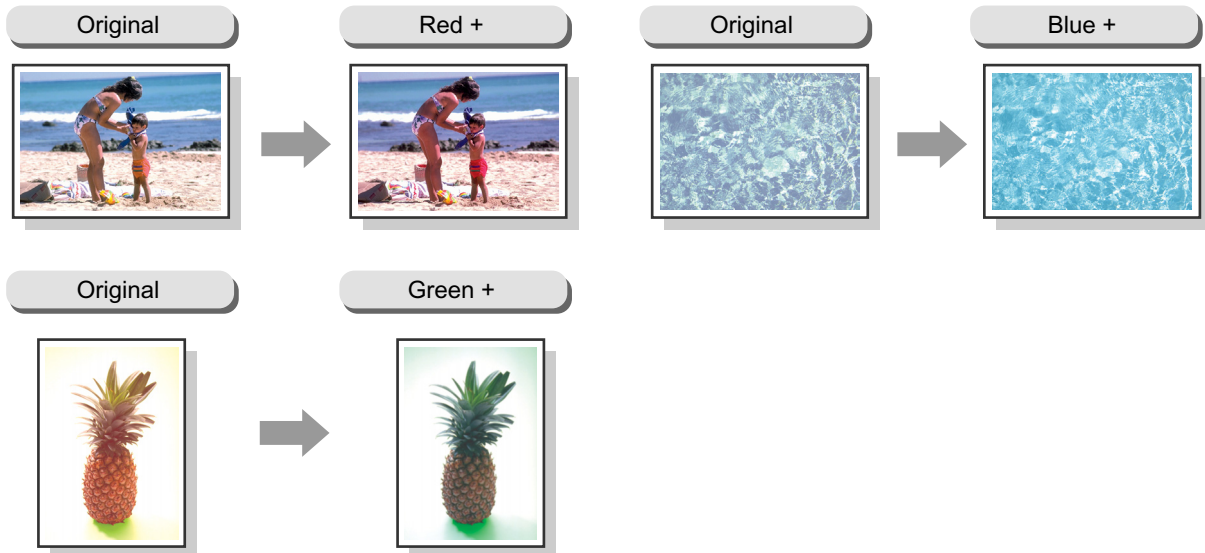 Original
Red +
Original
Blue +
Original
Green +